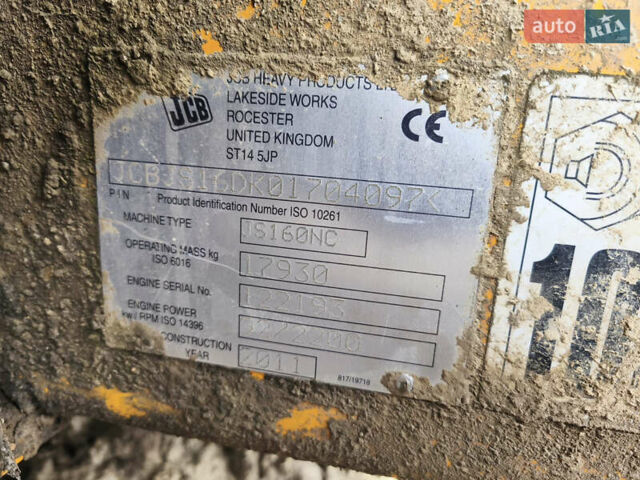 auto RIA
JCB HEAVY PRODUCTS
JCB
LAKESIDE WORKS
ROCESTER
UNITED KINGDOM
ST14 5JP
CE
JCBJS16DK01704097
PIN Product Identification Number ISO 10261
MACHINE TYPE JS160NC
OPERATING MASS kg 17930
ISO 6016
ENGINE SERIAL No.
ENGINE POWER
kw/ RPM ISO 14396
CONSTRUCTION 2011
YEAR
817/19718